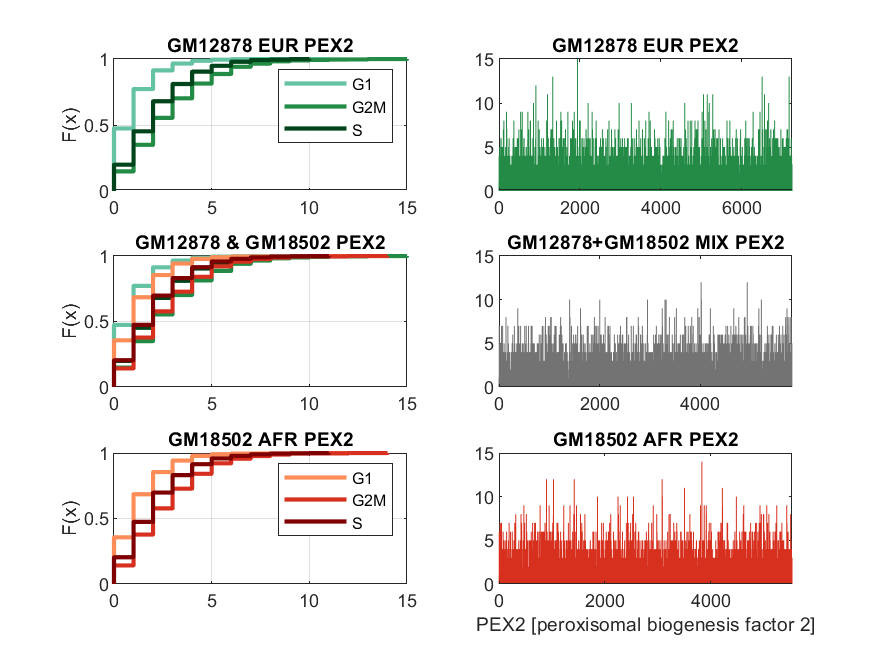 GM12878 EUR PEX2
F(x)
1
0.5
0
0 5 10 15
G1
G2M
S
GM12878 EUR PEX2
15
10
5
0
0 2000 4000 6000
GM12878 & GM18502 PEX2
F(x)
1
0.5
0
0 5 10 15
GM12878+GM18502 MIX PEX2
15
10
5
0
0 2000 4000
GM18502 AFR PEX2
F(x)
1
0.5
0
0 5 10 15
G1
G2M
S
GM18502 AFR PEX2
15
10
5
0
0 2000 4000
PEX2 [peroxisomal biogenesis factor 2]